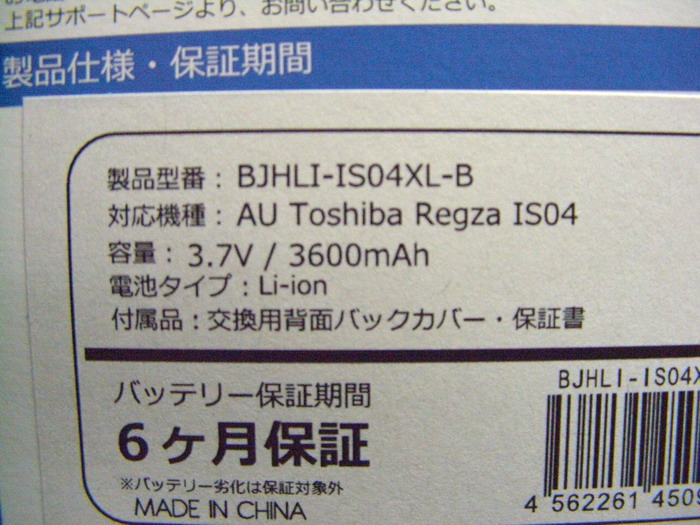 上記サポートページより、お問い合わせください。
製品仕様・保証期間
製品型番：BJHLI-IS04XL-B
対応機種：AU Toshiba Regza IS04
容量：3.7V / 3600mAh
電池タイプ：Li-ion
付属品：交換用背面バックカバー・保証書
バッテリー保証期間
6ヶ月保証
※バッテリー劣化は保証対象外
MADE IN CHINA
BJHLI-IS04X
4 562261 4509